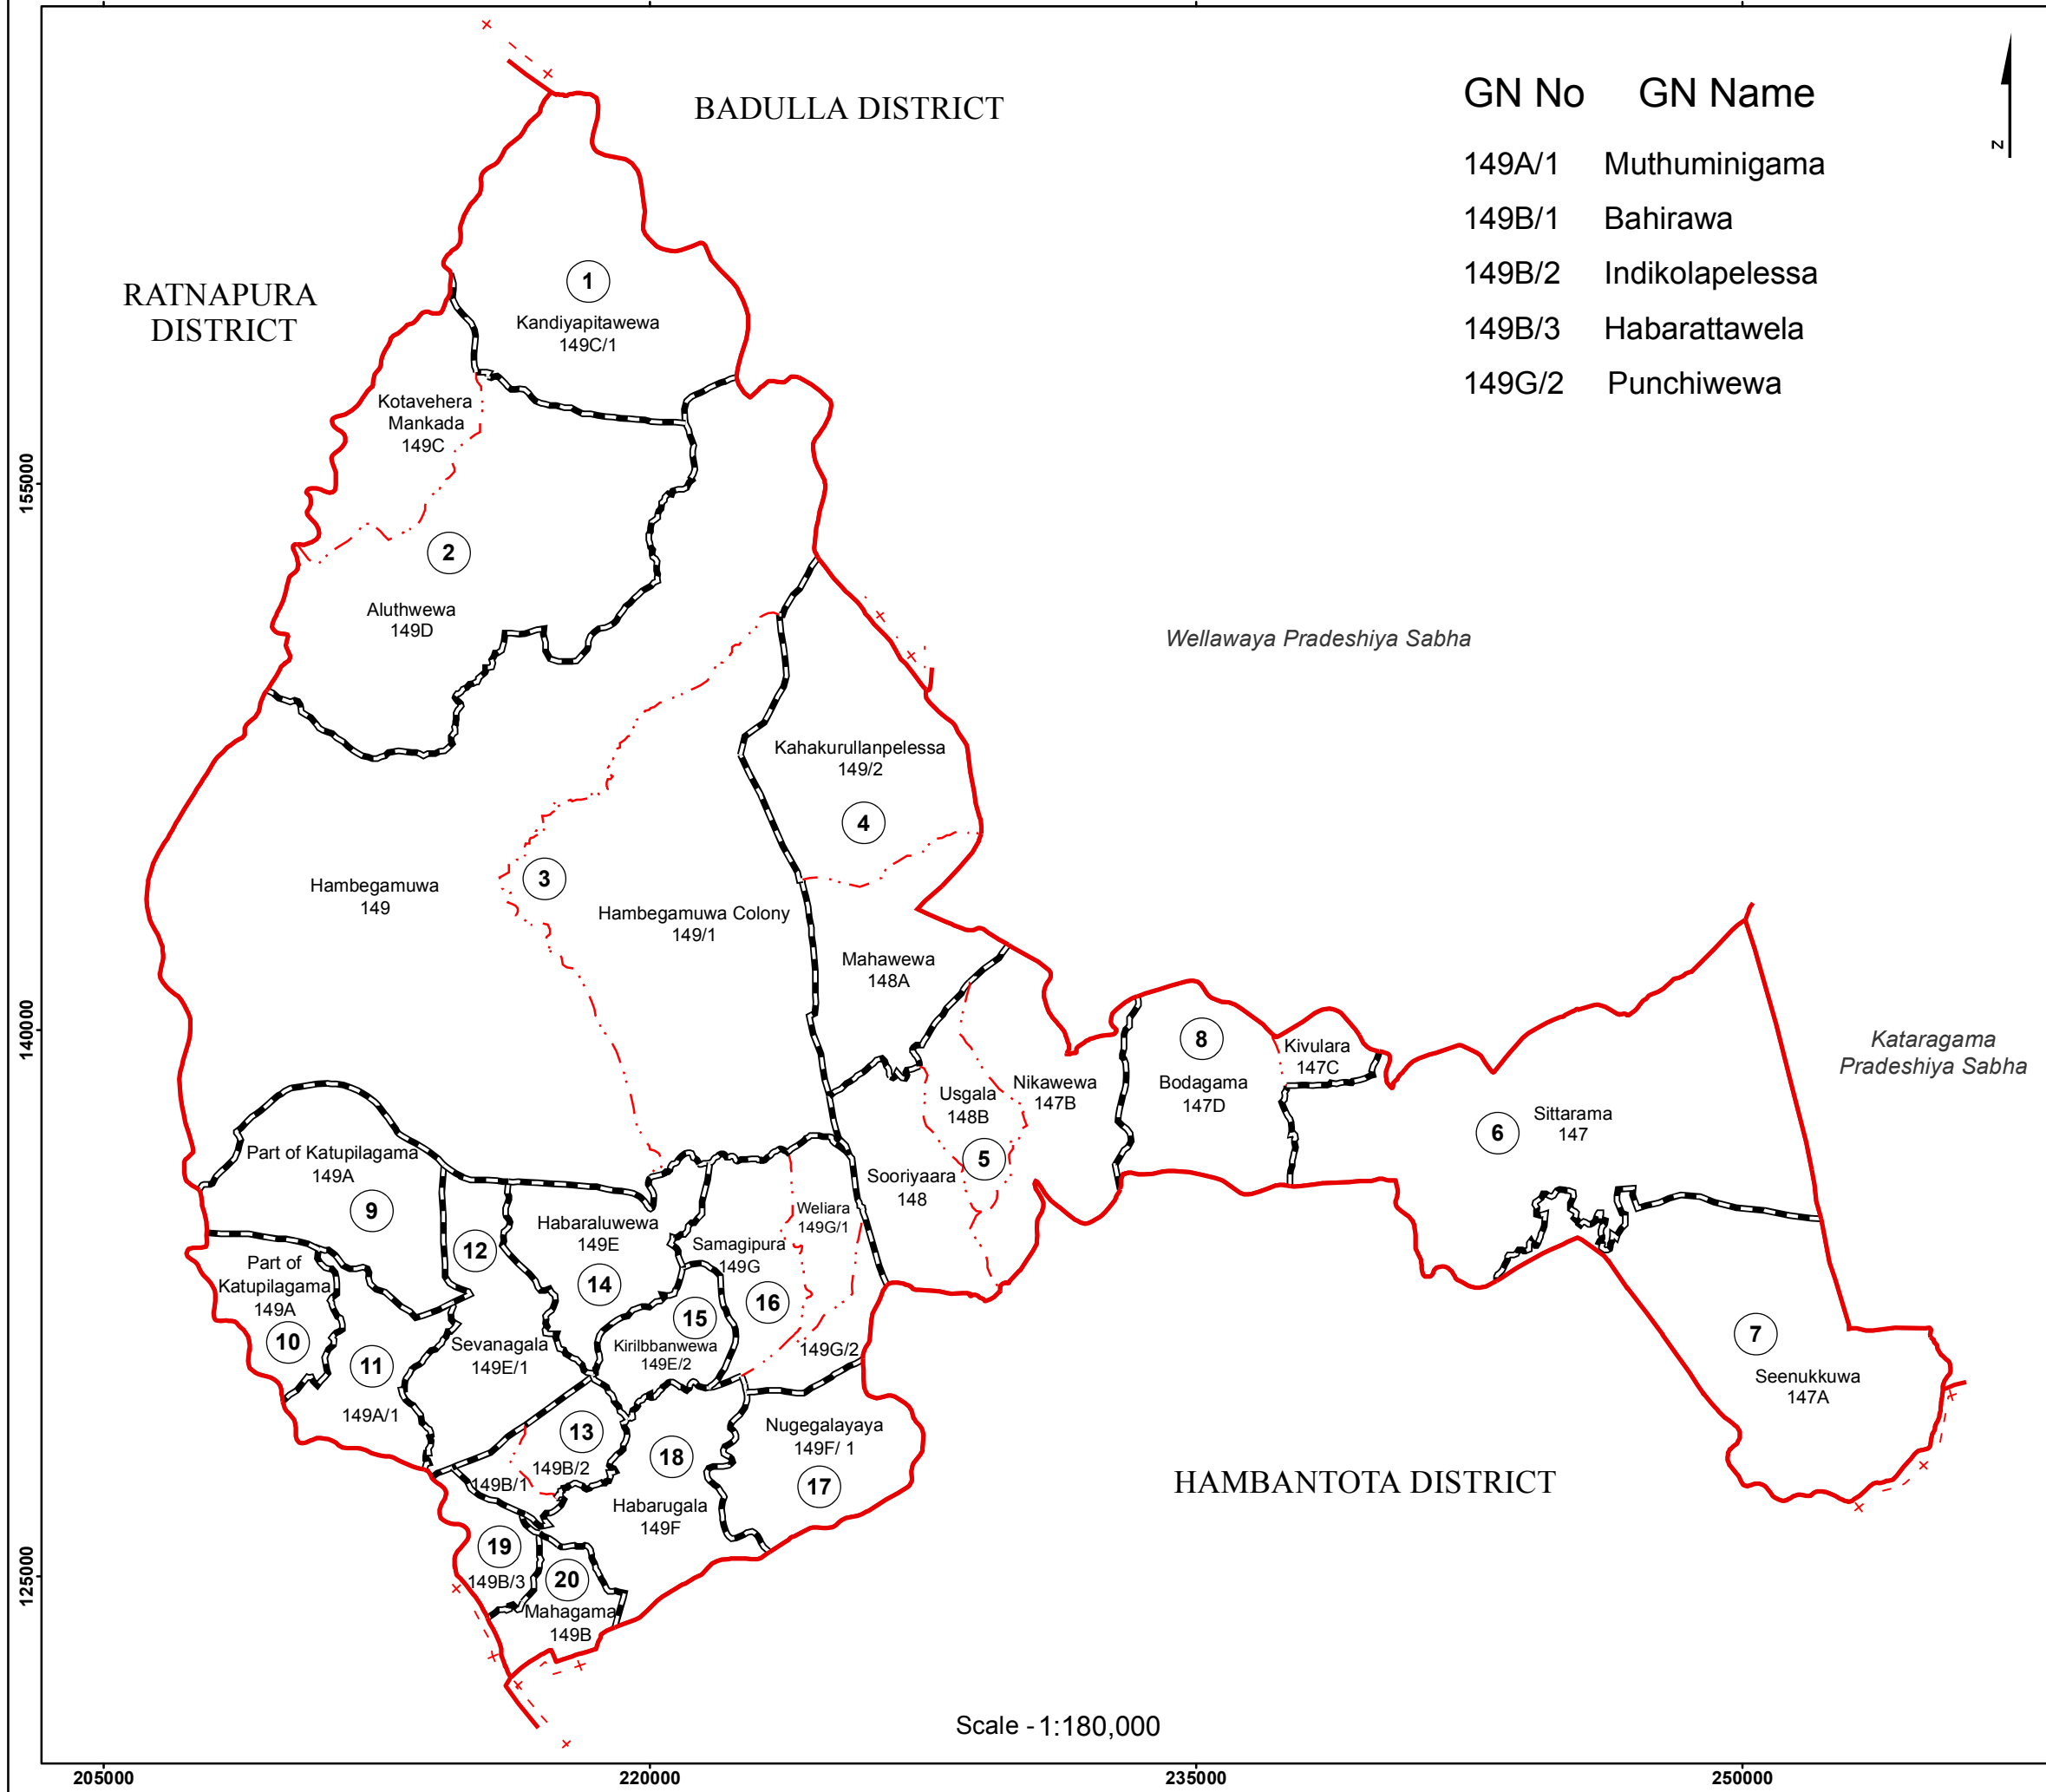 BADULLA DISTRICT
GN No GN Name
149A/1 Muthuminigama
149B/1 Bahirawa
149B/2 Indikolapelessa
149B/3 Habarattawela
149G/2 Punchiwewa
N
RATNAPURA
DISTRICT
1
Kandiyapitawewa
149C/1
Kotavehera
Mankada
149C
155000
2
Aluthwewa
149D
Wellawaya Pradeshiya Sabha
Kahakurullanpelessa
149/2
4
3
Hambegamuwa
149
Hambegamuwa Colony
149/1
Mahawewa
148A
140000
8
Bodagama
147D
Kivulara
147C
Kataragama
Pradeshiya Sabha
Nikawewa
147B
Usgala
148B
5
Sittarama
147
6
Sooriyaara
148
Part of Katupilagama
149A
9
Weliara
149G/1
Habaraluwewa
149E
14
12
Samagipura
149G
16
Part of
Katupilagama
149A
10
11
149A/1
Sevanagala
149E/1
15
Kirilbbanwewa
149E/2
149G/2
7
Seenukkuwa
147A
13
149B/2
149B/1
18
Habarugala
149F
Nugegalayaya
149F/ 1
17
HAMBANTOTA DISTRICT
19
149B/3
20
Mahagama
149B
125000
Scale - 1:180,000
205000 220000 235000 250000